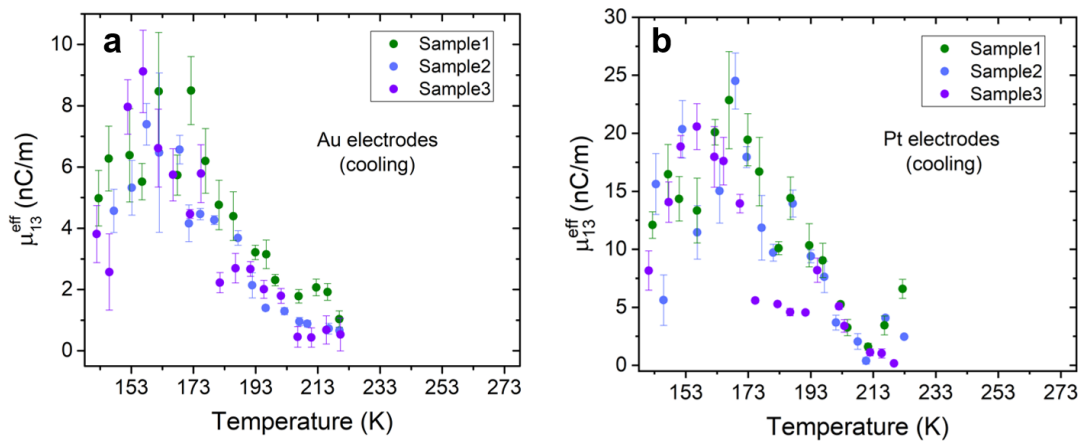 a
Sample1
Sample2
Sample3
Au electrodes
(cooling)
μ13eff (nC/m)
10
8
6
4
2
0
153 173 193 213 233 253 273
Temperature (K)
b
Sample1
Sample2
Sample3
Pt electrodes
(cooling)
μ13eff (nC/m)
30
25
20
15
10
5
0
153 173 193 213 233 253 273
Temperature (K)